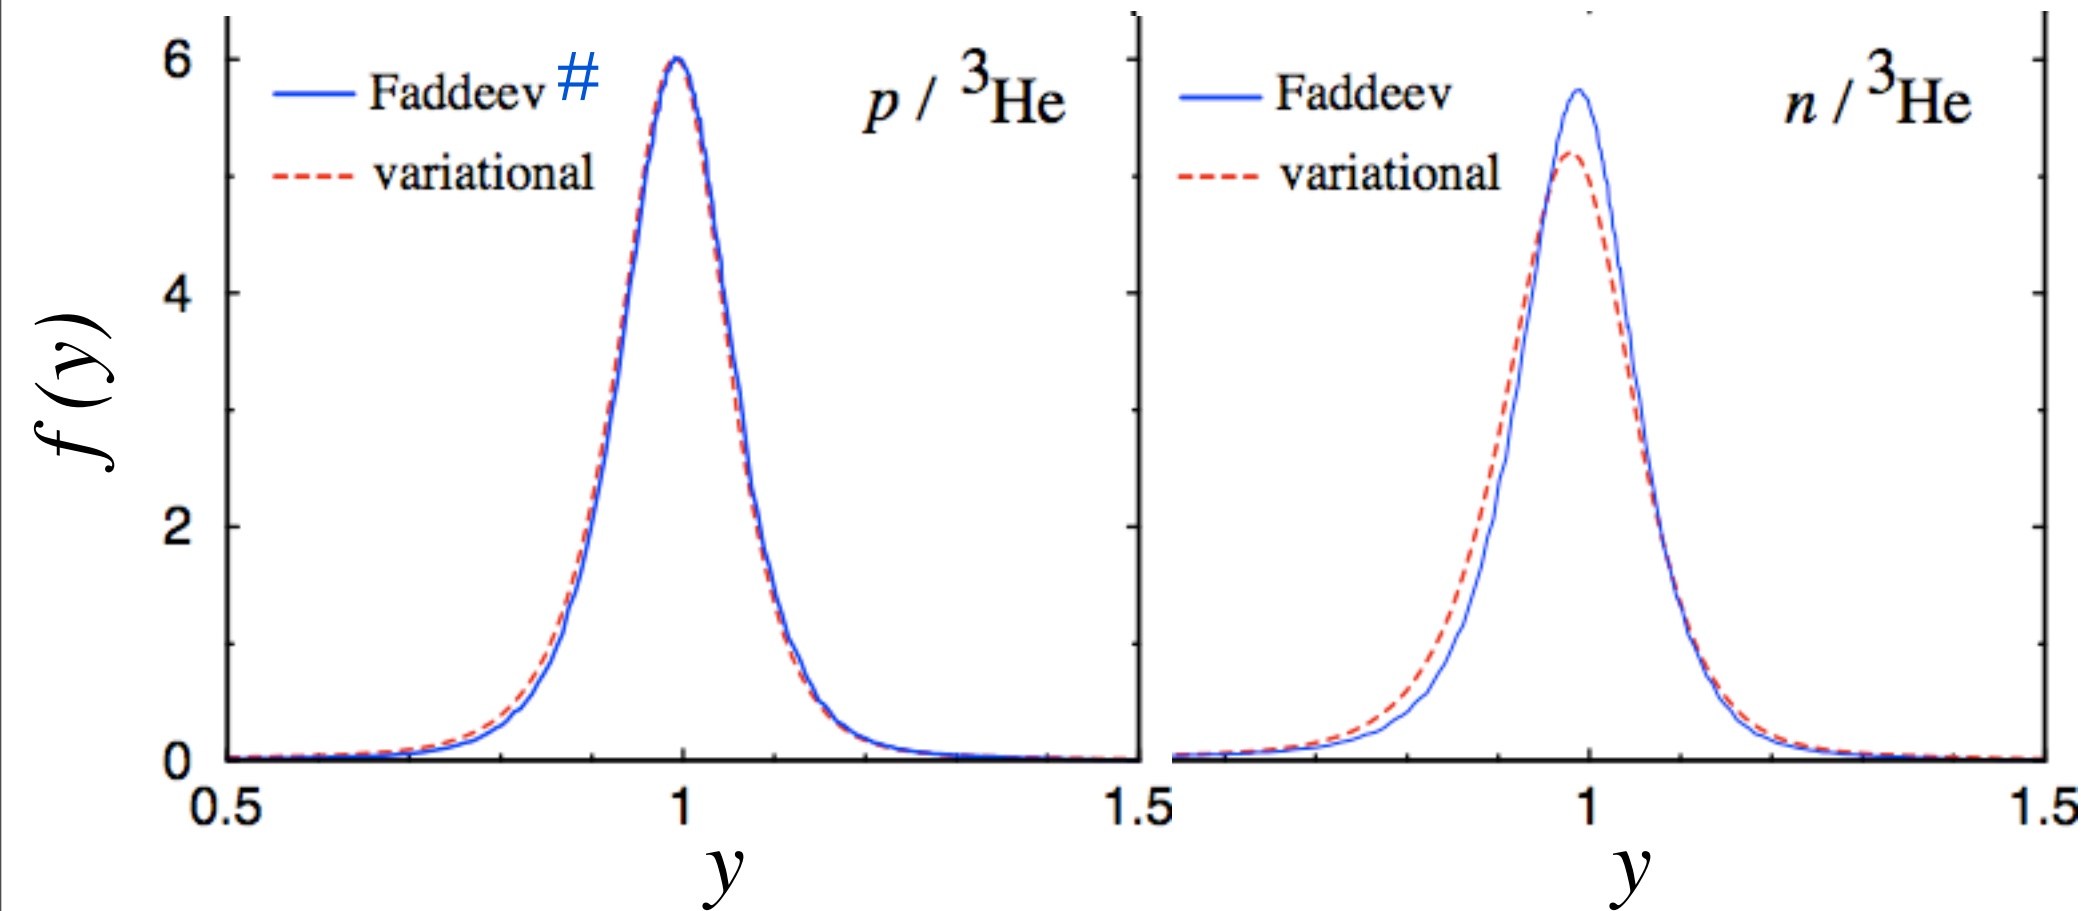 Faddeev #
variational
p / ³He
Faddeev
variational
n / ³He
f (y)
6
4
2
0
0.5
1
1.5
1
1.5
y
y